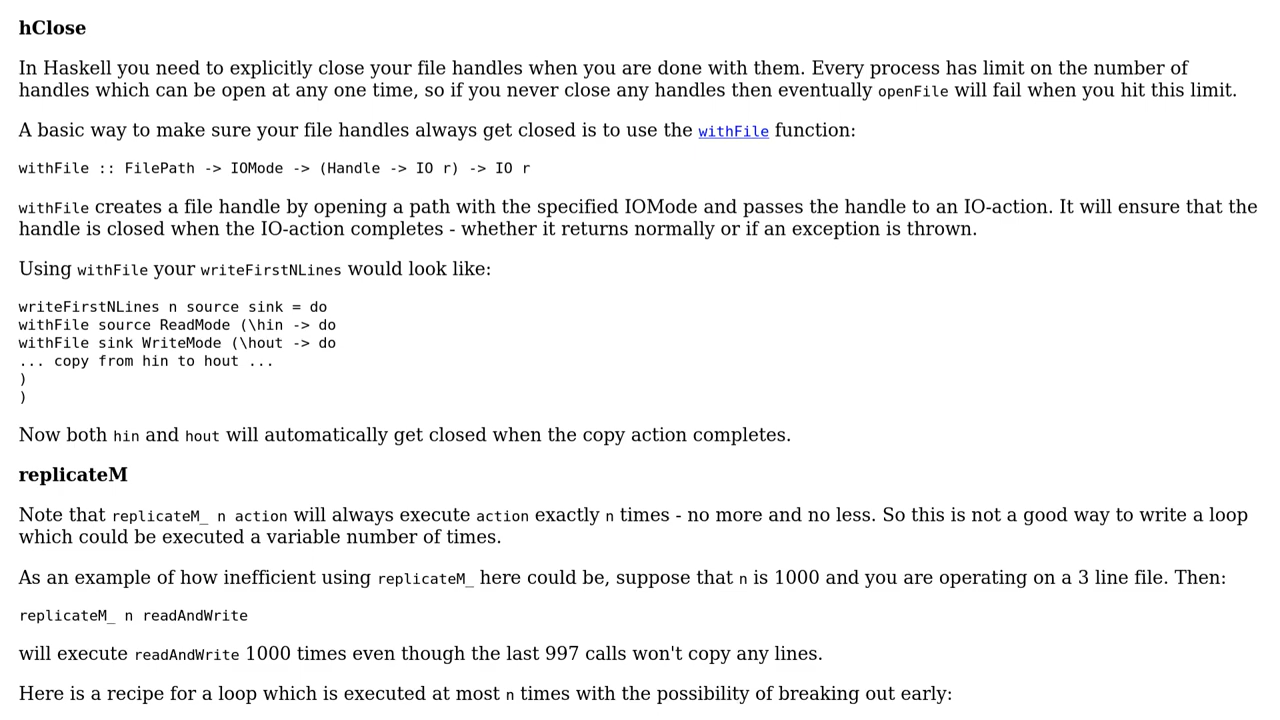 hClose
In Haskell you need to explicitly close your file handles when you are done with them. Every process has limit on the number of
handles which can be open at any one time, so if you never close any handles then eventually openFile will fail when you hit this limit.
A basic way to make sure your file handles always get closed is to use the withFile function:
withFile :: FilePath -> IOMode -> (Handle -> IO r) -> IO r
withFile creates a file handle by opening a path with the specified IOMode and passes the handle to an IO-action. It will ensure that the
handle is closed when the IO-action completes - whether it returns normally or if an exception is thrown.
Using withFile your writeFirstNLines would look like:
writeFirstNLines n source sink = do
withFile source ReadMode (\hin -> do
withFile sink WriteMode (\hout -> do
... copy from hin to hout ...
)
)
Now both hin and hout will automatically get closed when the copy action completes.
replicateM
Note that replicateM_ n action will always execute action exactly n times - no more and no less. So this is not a good way to write a loop
which could be executed a variable number of times.
As an example of how inefficient using replicateM_ here could be, suppose that n is 1000 and you are operating on a 3 line file. Then:
replicateM_ n readAndWrite
will execute readAndWrite 1000 times even though the last 997 calls won't copy any lines.
Here is a recipe for a loop which is executed at most n times with the possibility of breaking out early: